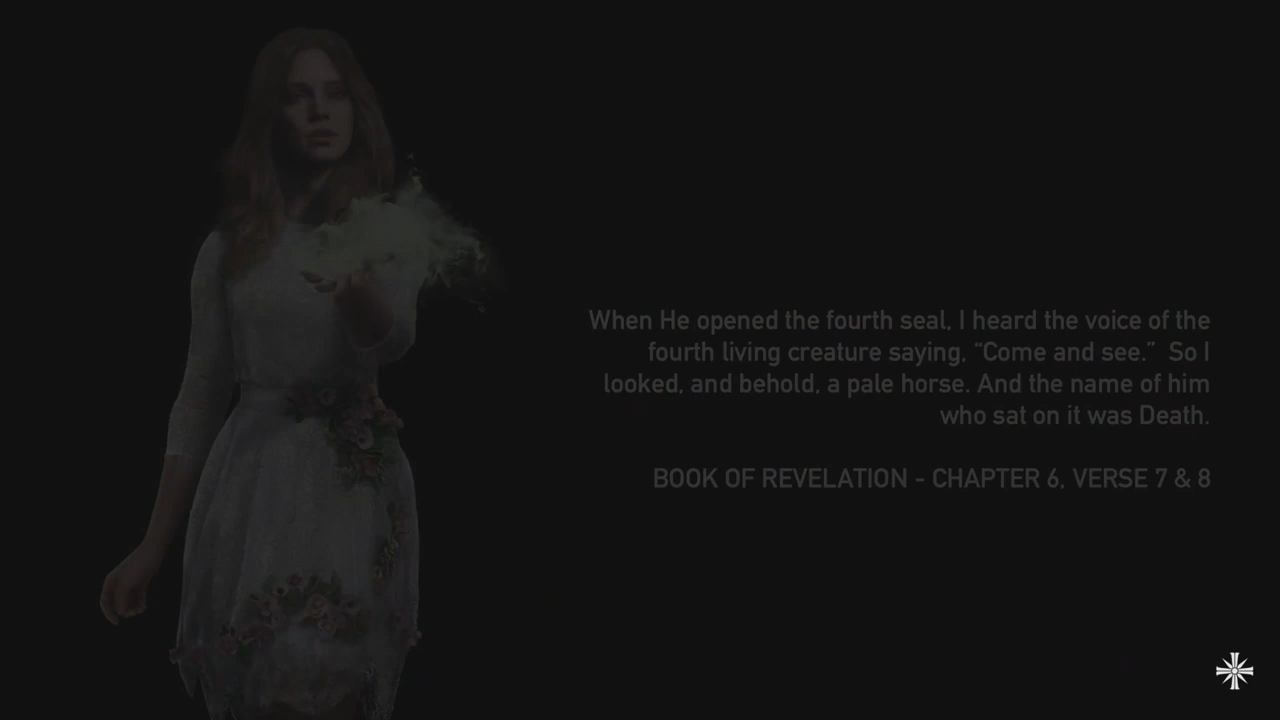 When He opened the fourth seal, I heard the voice of the
fourth living creature saying, “Come and see.”  So I
looked, and behold, a pale horse. And the name of him
who sat on it was Death.
BOOK OF REVELATION - CHAPTER 6, VERSE 7 & 8